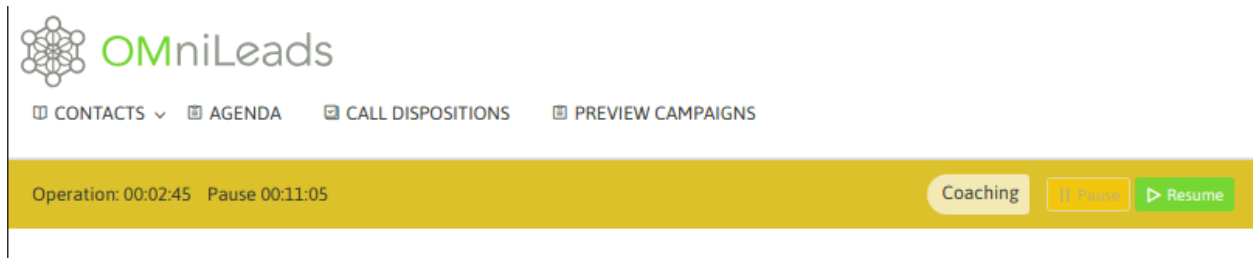 OMniLeads
CONTACTS AGENDA CALL DISPOSITIONS PREVIEW CAMPAIGNS
Operation: 00:02:45 Pause 00:11:05 Coaching Pause Resume